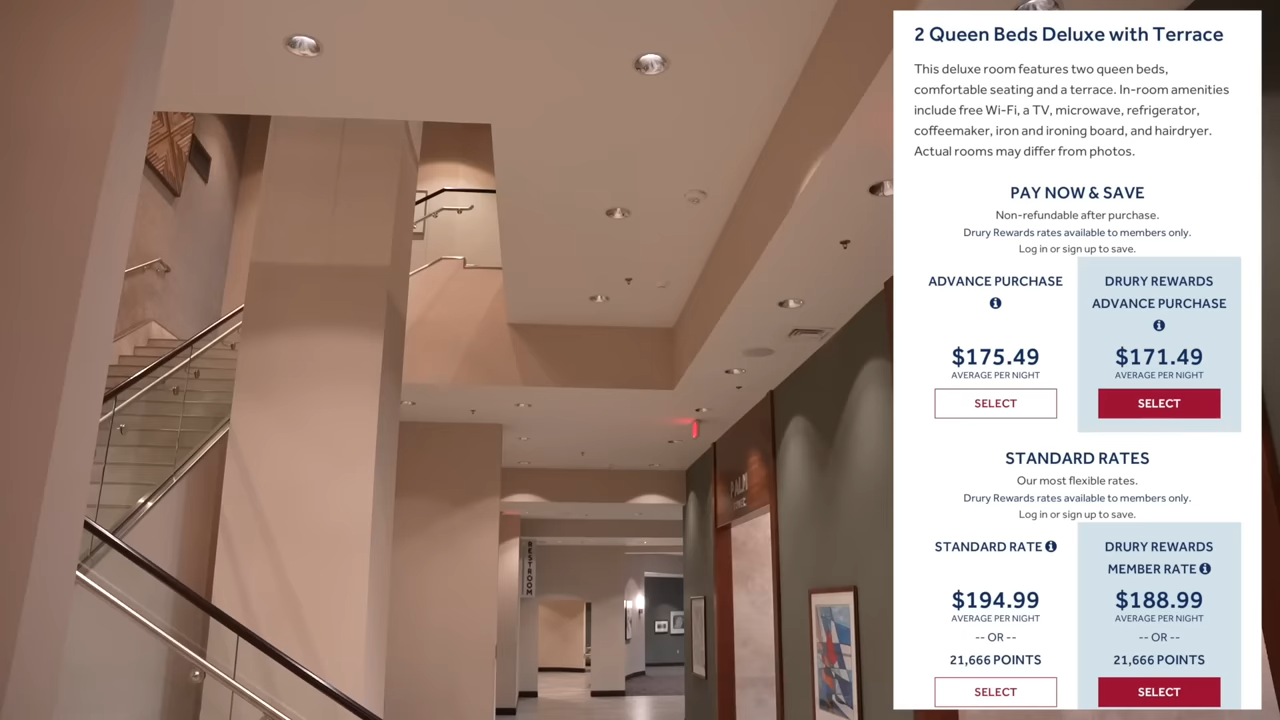 RESTROOM
PALM
2 Queen Beds Deluxe with Terrace
This deluxe room features two queen beds,
comfortable seating and a terrace. In-room amenities
include free Wi-Fi, a TV, microwave, refrigerator,
coffeemaker, iron and ironing board, and hairdryer.
Actual rooms may differ from photos.
PAY NOW & SAVE
Non-refundable after purchase.
Drury Rewards rates available to members only.
Log in or sign up to save.
ADVANCE PURCHASE
$175.49
AVERAGE PER NIGHT
SELECT
DRURY REWARDS
ADVANCE PURCHASE
$171.49
AVERAGE PER NIGHT
SELECT
STANDARD RATES
Our most flexible rates.
Drury Rewards rates available to members only.
Log in or sign up to save.
STANDARD RATE
$194.99
AVERAGE PER NIGHT
-- OR --
21,666 POINTS
SELECT
DRURY REWARDS
MEMBER RATE
$188.99
AVERAGE PER NIGHT
-- OR --
21,666 POINTS
SELECT